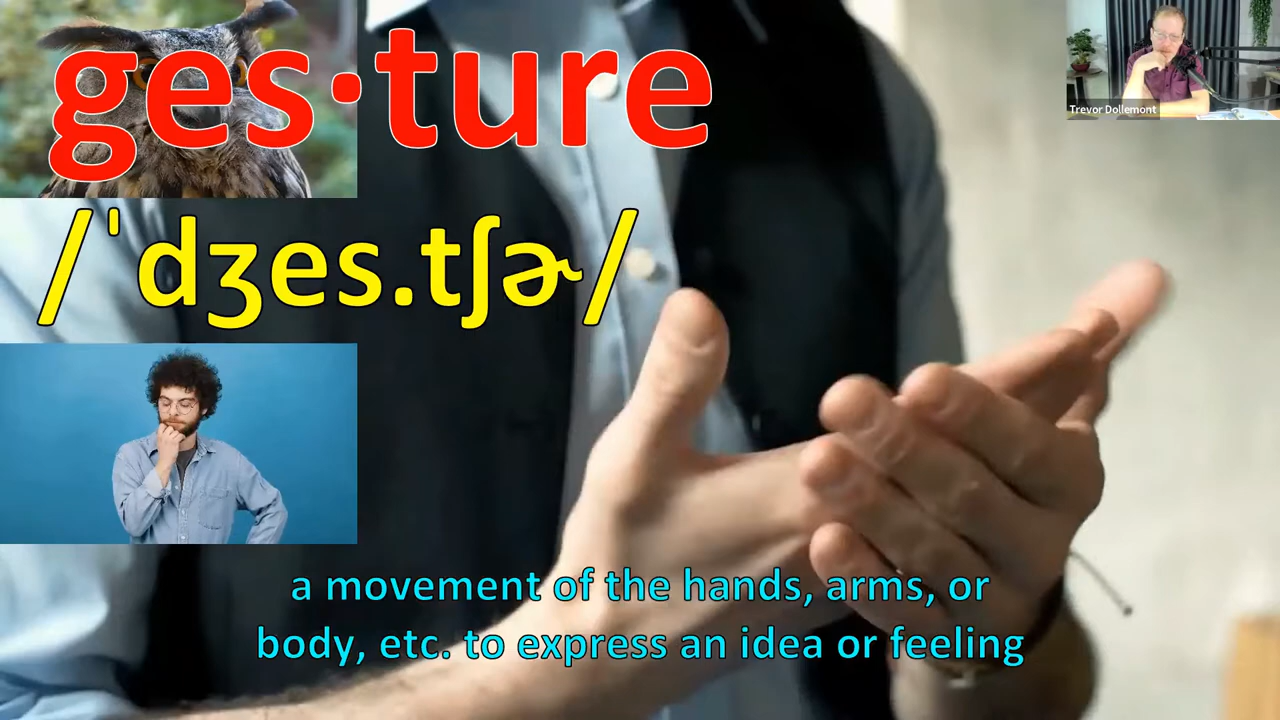 ges·ture
/ˈdʒes.tʃɚ/
a movement of the hands, arms, or
body, etc. to express an idea or feeling
Trevor Dollemont